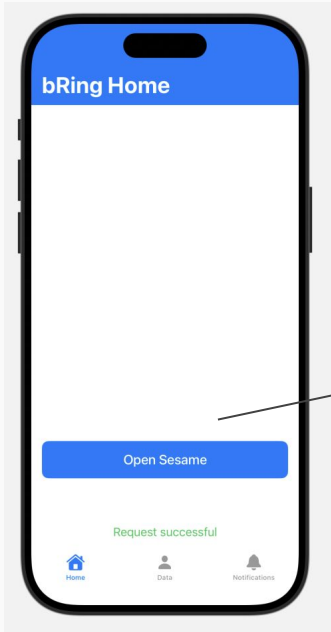 bRing Home
Open Sesame
Request successful
Home Data Notifications